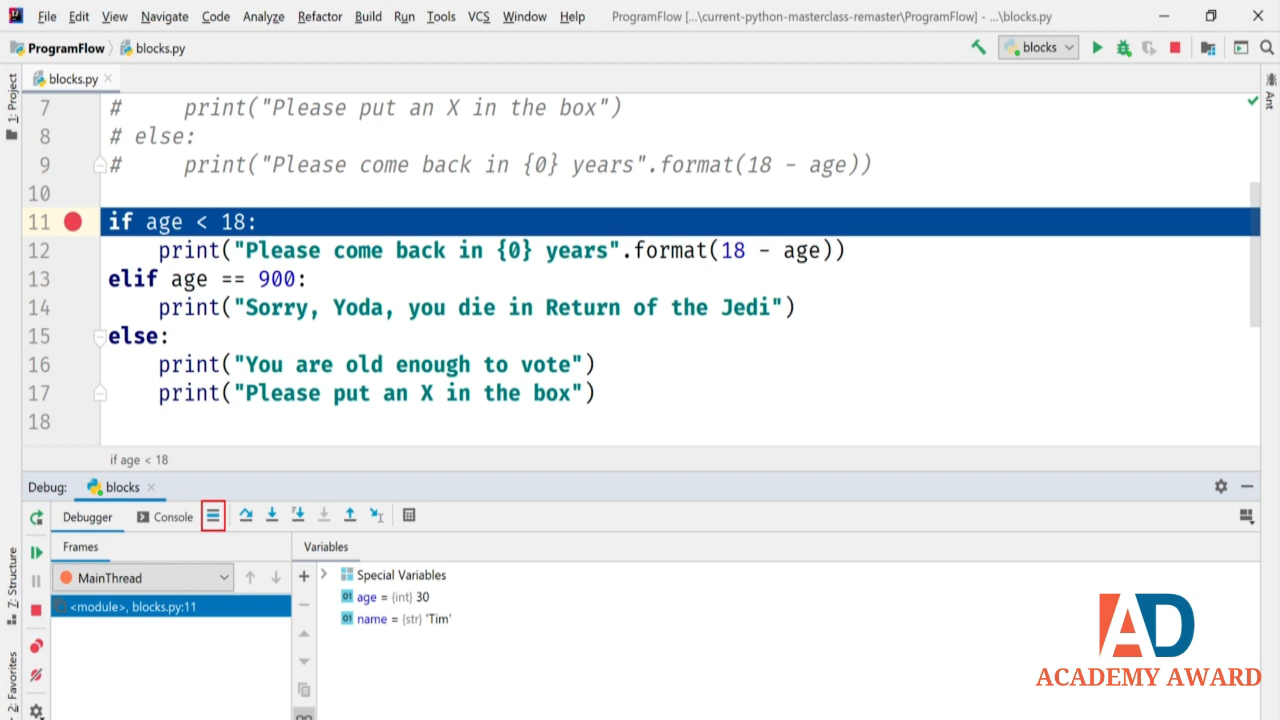 File Edit View Navigate Code Analyze Refactor Build Run Tools VCS Window Help ProgramFlow [...\current-python-masterclass-remaster\ProgramFlow] - ...\blocks.py
ProgramFlow blocks.py blocks
blocks.py
1: Project
Ant
7 #     print("Please put an X in the box")
8 # else:
9 #     print("Please come back in {0} years".format(18 - age))
10
11 if age < 18:
12     print("Please come back in {0} years".format(18 - age))
13 elif age == 900:
14     print("Sorry, Yoda, you die in Return of the Jedi")
15 else:
16     print("You are old enough to vote")
17     print("Please put an X in the box")
18
if age < 18
Debug: blocks
Debugger Console
Frames Variables
MainThread
<module>, blocks.py:11
Special Variables
01 age = (int) 30
01 name = (str) 'Tim'
Z: Structure
2: Favorites
AD
ACADEMY AWARD